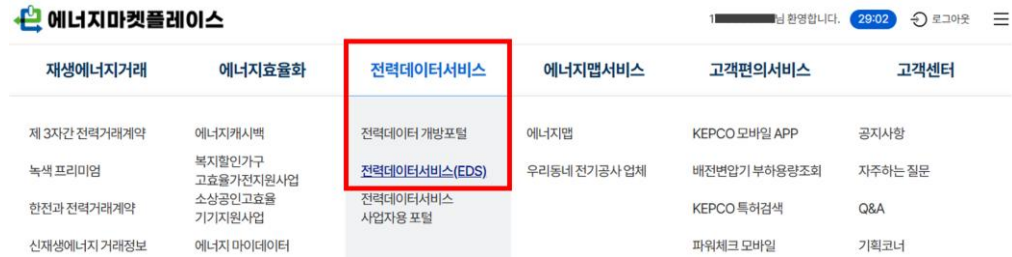 에너지마켓플레이스
1 님 환영합니다. 29:02 로그아웃
재생에너지거래 에너지효율화 전력데이터서비스 에너지맵서비스 고객편의서비스 고객센터
제 3자간 전력거래계약 에너지캐시백 전력데이터 개방포털 에너지맵 KEPCO 모바일 APP 공지사항
녹색 프리미엄 복지할인가구 고효율가전지원사업 전력데이터서비스(EDS) 우리동네 전기공사 업체 배전변압기 부하용량조회 자주하는 질문
한전과 전력거래계약 소상공인고효율 기기지원사업 전력데이터서비스 사업자용 포털 KEPCO 특허검색 Q&A
신재생에너지 거래정보 에너지 마이데이터 파워체크 모바일 기획코너